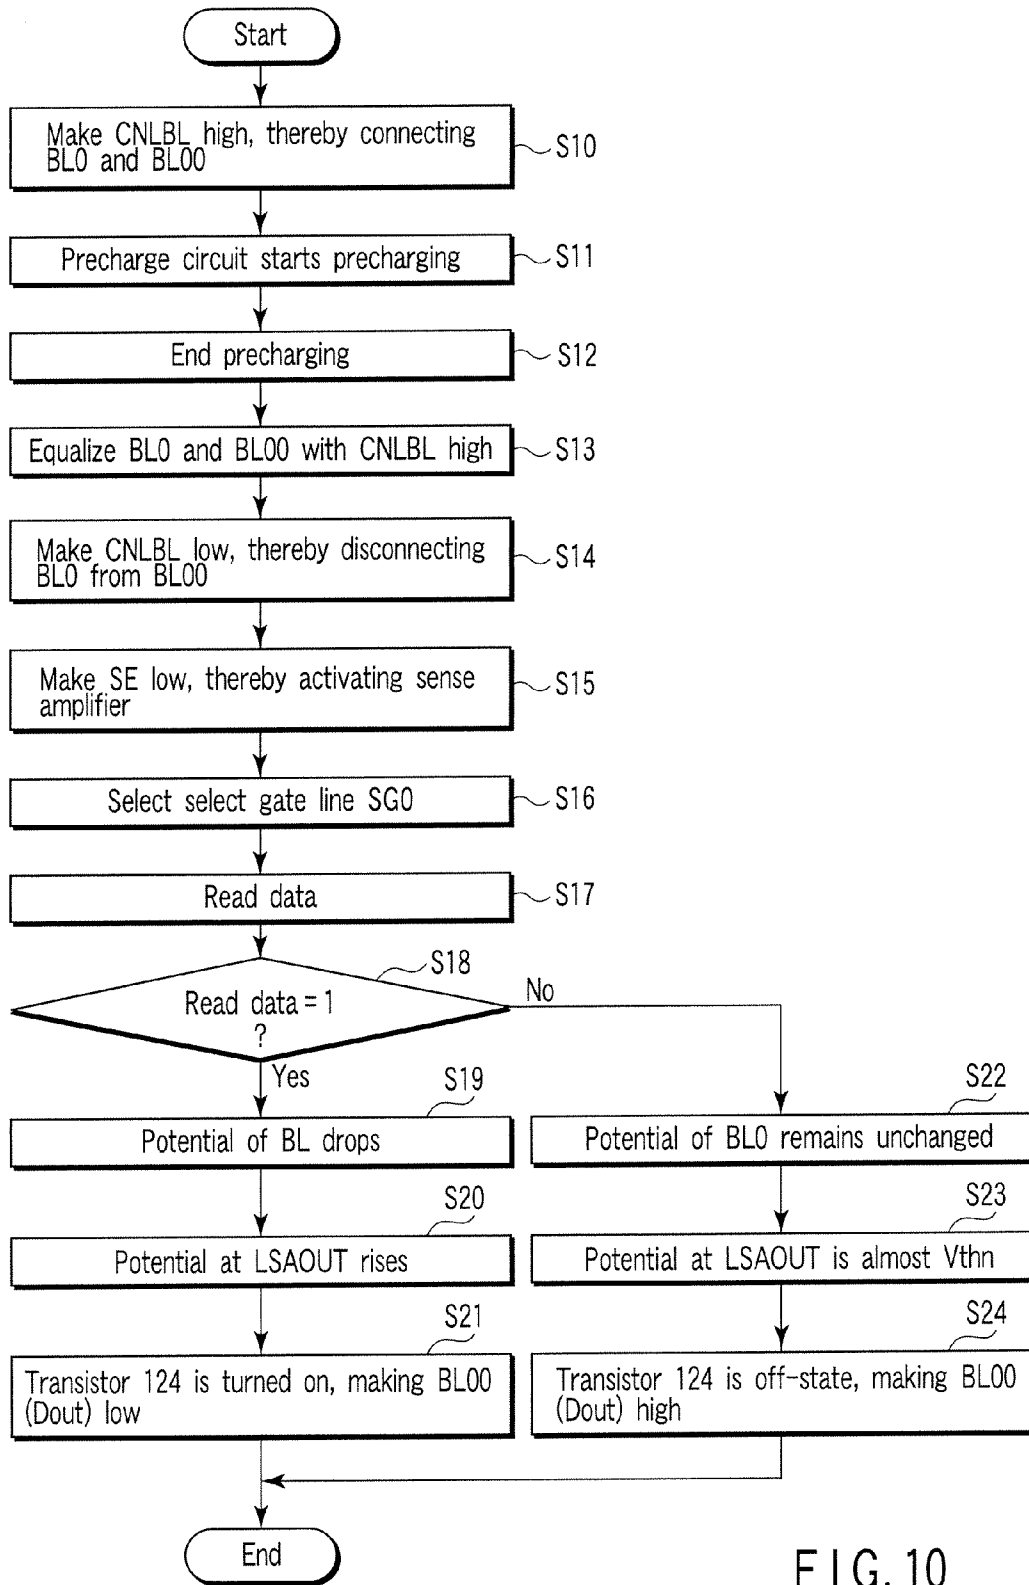 Start
Make CNLBL high, thereby connecting
BL0 and BL00
S10
Precharge circuit starts precharging
S11
End precharging
S12
Equalize BL0 and BL00 with CNLBL high
S13
Make CNLBL low, thereby disconnecting
BL0 from BL00
S14
Make SE low, thereby activating sense
amplifier
S15
Select select gate line SG0
S16
Read data
S17
S18
Read data = 1
?
No
Yes
S19
Potential of BL drops
S20
Potential at LSAOUT rises
S21
Transistor 124 is turned on, making BL00
(Dout) low
S22
Potential of BL0 remains unchanged
S23
Potential at LSAOUT is almost Vthn
S24
Transistor 124 is off-state, making BL00
(Dout) high
End
FIG. 10